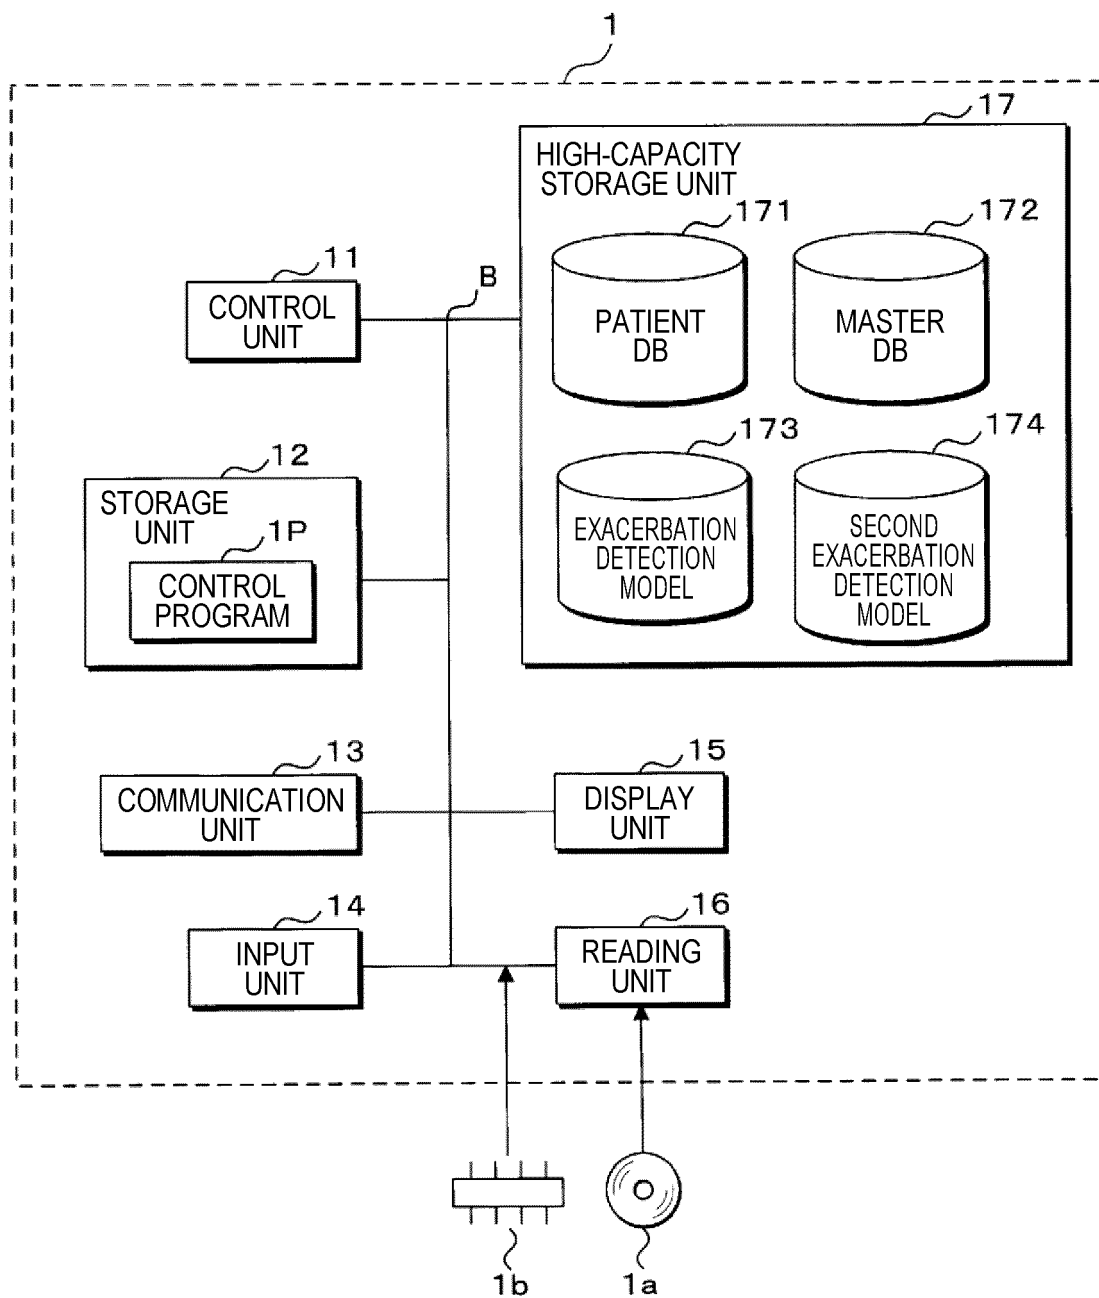 1
17
HIGH-CAPACITY
STORAGE UNIT
171
172
PATIENT
DB
MASTER
DB
11
CONTROL
UNIT
B
173
174
EXACERBATION
DETECTION
MODEL
SECOND
EXACERBATION
DETECTION
MODEL
12
STORAGE
UNIT
1P
CONTROL
PROGRAM
13
COMMUNICATION
UNIT
15
DISPLAY
UNIT
14
INPUT
UNIT
16
READING
UNIT
1b
1a